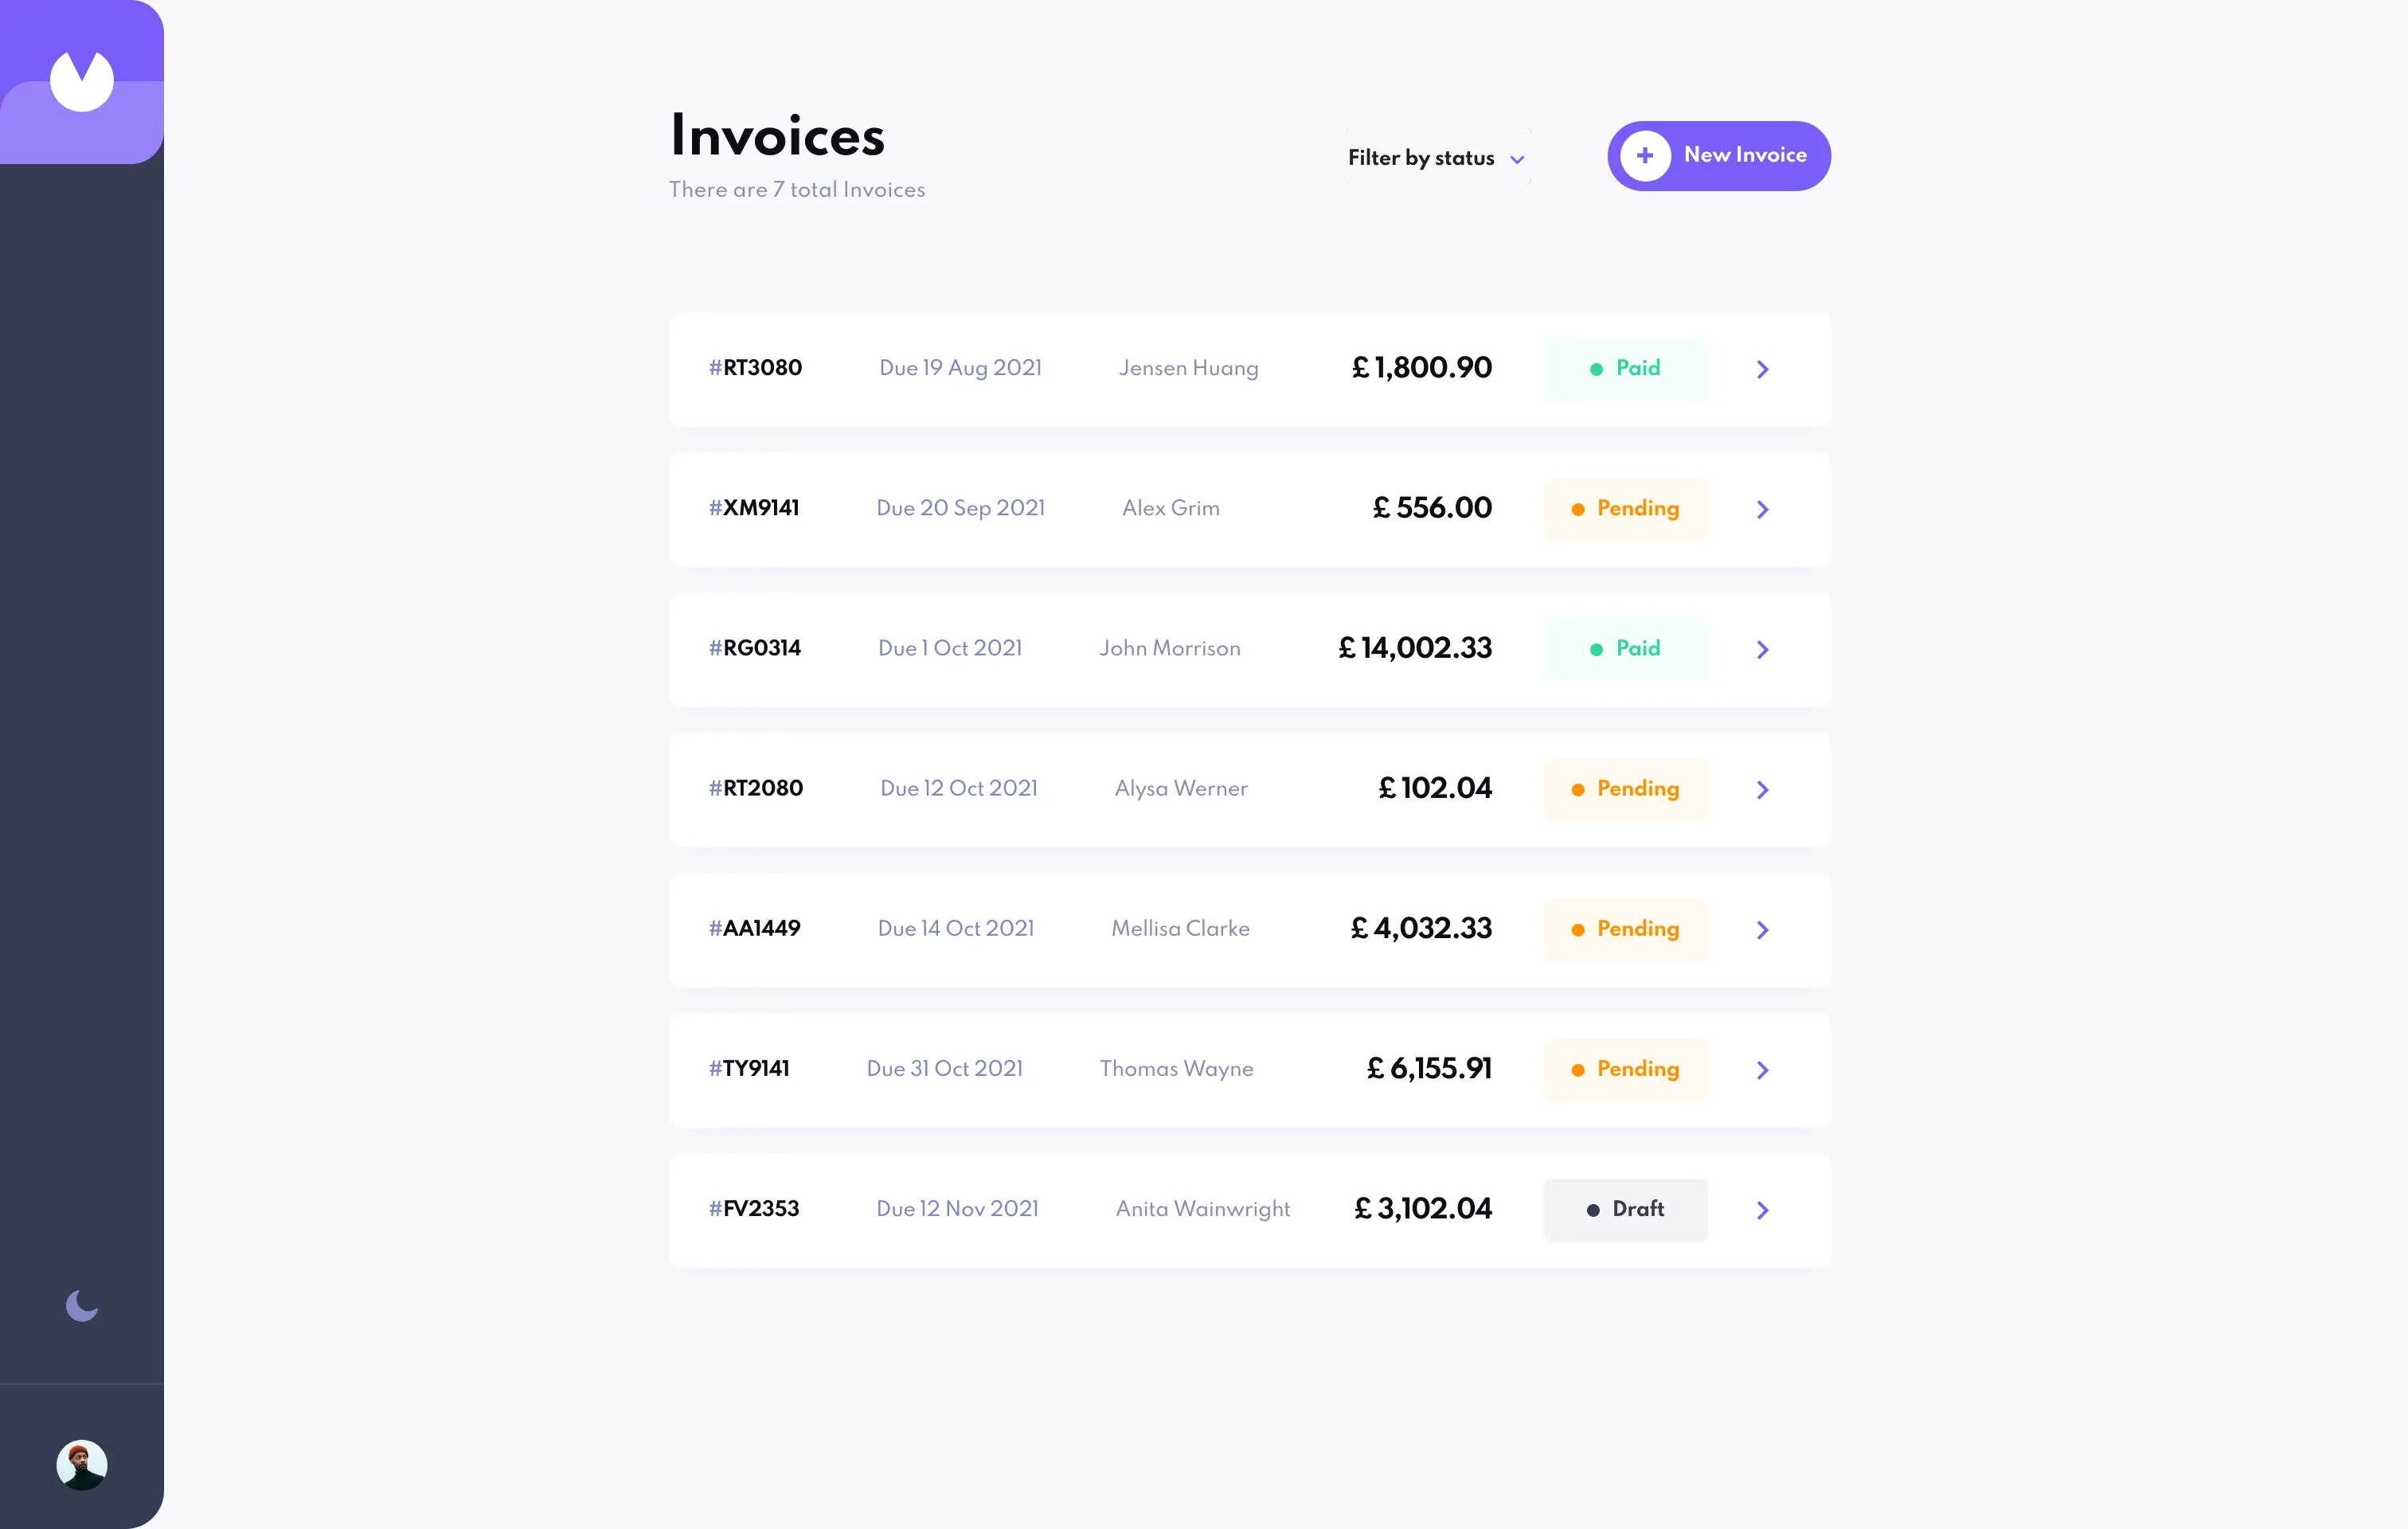 Invoices
There are 7 total Invoices
Filter by status
New Invoice
#RT3080 Due 19 Aug 2021 Jensen Huang £ 1,800.90 Paid
#XM9141 Due 20 Sep 2021 Alex Grim £ 556.00 Pending
#RG0314 Due 1 Oct 2021 John Morrison £ 14,002.33 Paid
#RT2080 Due 12 Oct 2021 Alysa Werner £ 102.04 Pending
#AA1449 Due 14 Oct 2021 Mellisa Clarke £ 4,032.33 Pending
#TY9141 Due 31 Oct 2021 Thomas Wayne £ 6,155.91 Pending
#FV2353 Due 12 Nov 2021 Anita Wainwright £ 3,102.04 Draft